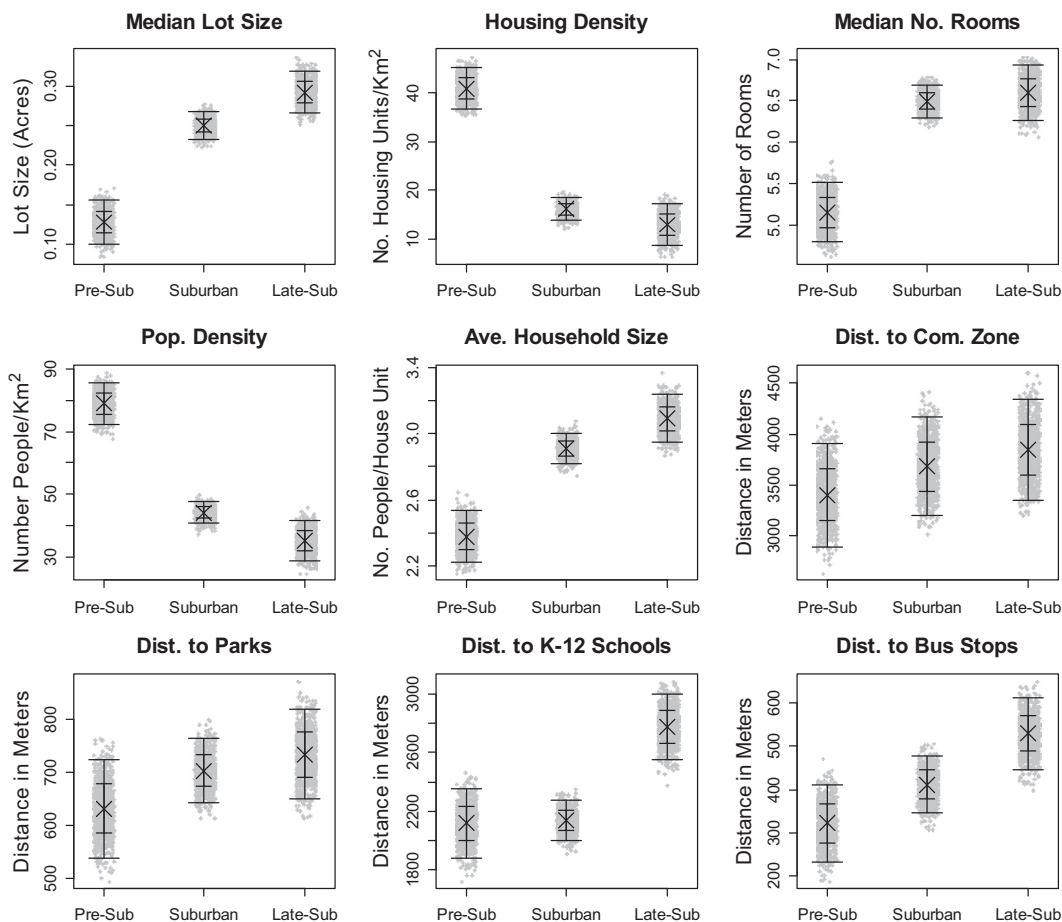 Median Lot Size
Lot Size (Acres)
0.30
0.20
0.10
Pre-Sub Suburban Late-Sub
Housing Density
No. Housing Units/Km²
40
30
20
10
Pre-Sub Suburban Late-Sub
Median No. Rooms
Number of Rooms
7.0
6.5
6.0
5.5
5.0
Pre-Sub Suburban Late-Sub
Pop. Density
Number People/Km²
90
70
50
30
Pre-Sub Suburban Late-Sub
Ave. Household Size
No. People/House Unit
3.4
3.0
2.6
2.2
Pre-Sub Suburban Late-Sub
Dist. to Com. Zone
Distance in Meters
4500
4000
3500
3000
Pre-Sub Suburban Late-Sub
Dist. to Parks
Distance in Meters
800
700
600
500
Pre-Sub Suburban Late-Sub
Dist. to K-12 Schools
Distance in Meters
3000
2600
2200
1800
Pre-Sub Suburban Late-Sub
Dist. to Bus Stops
Distance in Meters
600
500
400
300
200
Pre-Sub Suburban Late-Sub